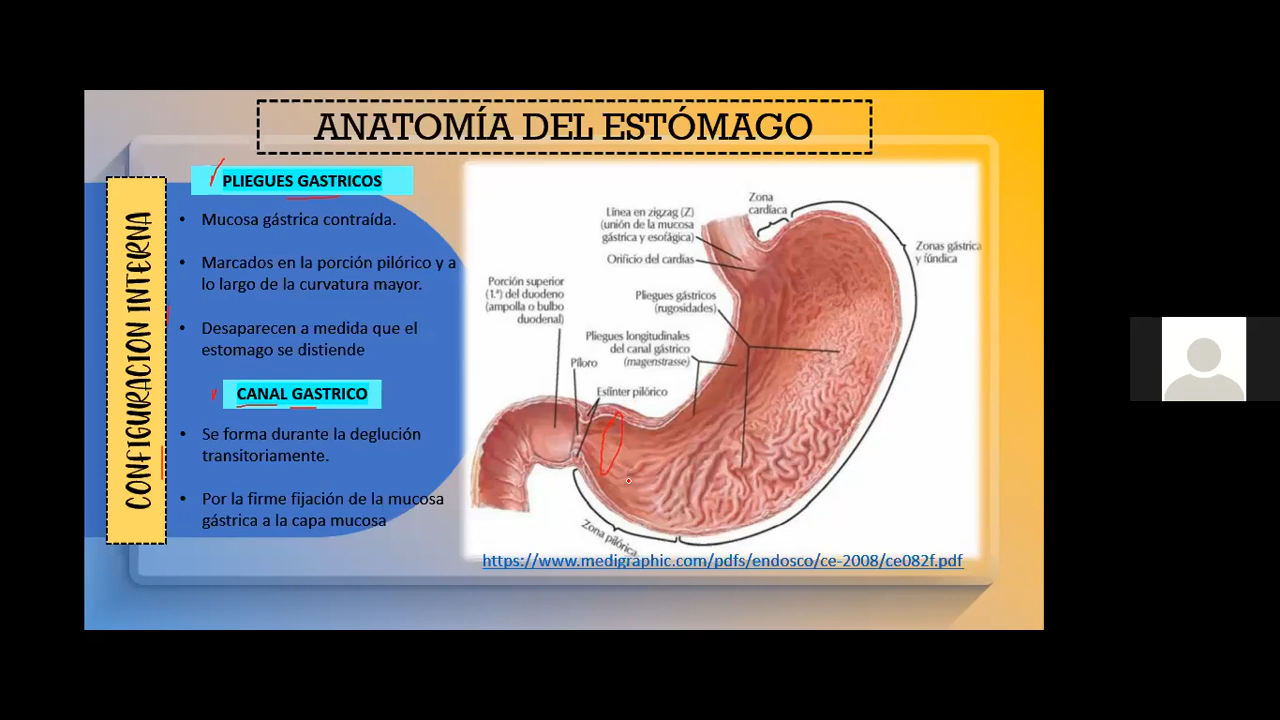 ANATOMÍA DEL ESTÓMAGO
CONFIGURACION INTERNA
PLIEGUES GASTRICOS
• Mucosa gástrica contraída.
• Marcados en la porción pilórico y a
lo largo de la curvatura mayor.
• Desaparecen a medida que el
estomago se distiende
CANAL GASTRICO
• Se forma durante la deglución
transitoriamente.
• Por la firme fijación de la mucosa
gástrica a la capa mucosa
Zona
cardíaca
Línea en zigzag (Z)
(unión de la mucosa
gástrica y esofágica)
Orificio del cardias
Zonas gástrica
y fúndica
Porción superior
(1.ª) del duodeno
(ampolla o bulbo
duodenal)
Pliegues gástricos
(rugosidades)
Pliegues longitudinales
del canal gástrico
(magenstrasse)
Píloro
Esfínter pilórico
Zona pilórica
https://www.medigraphic.com/pdfs/endosco/ce-2008/ce082f.pdf